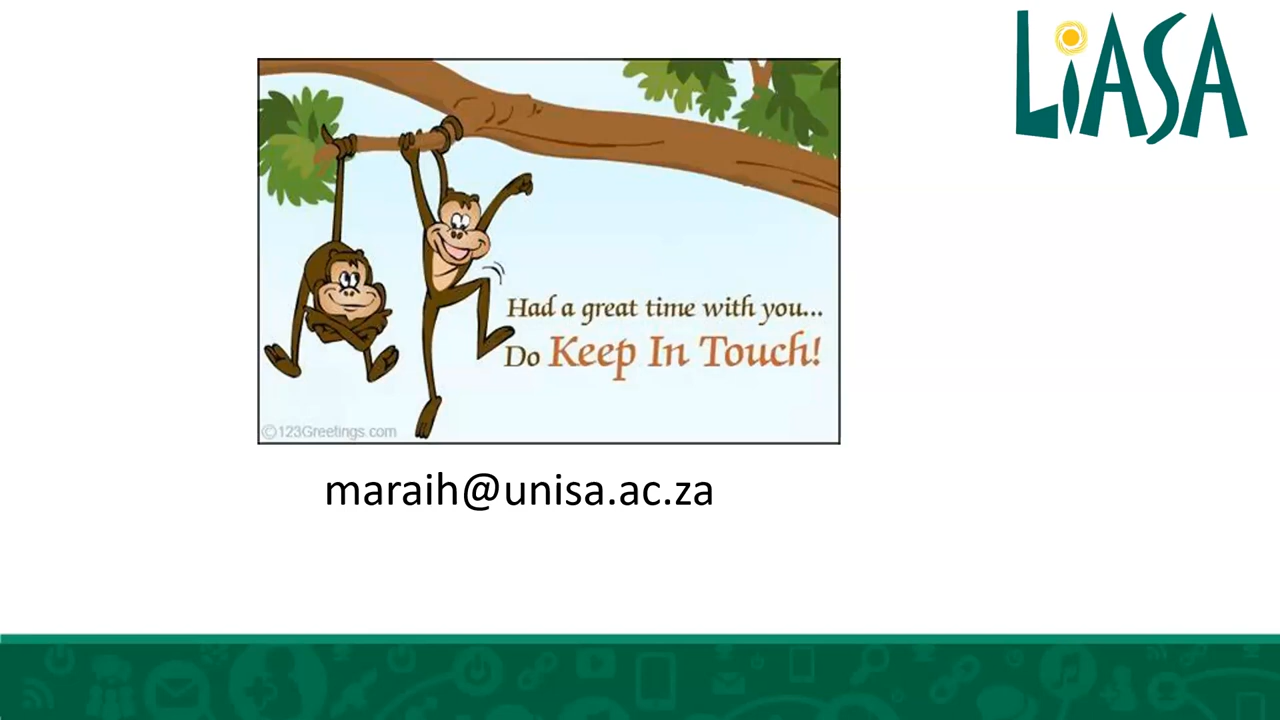 LiASA
Had a great time with you...
Do Keep In Touch!
©123Greetings.com
maraih@unisa.ac.za